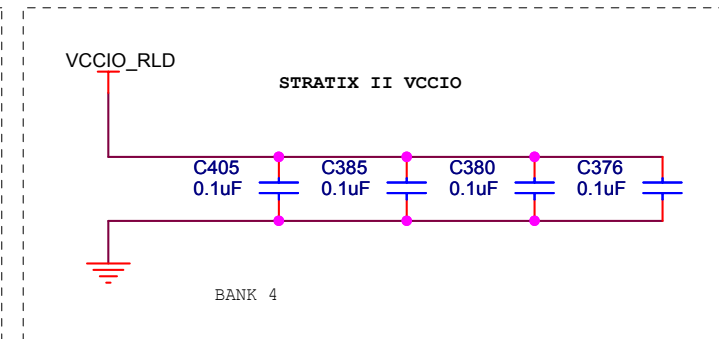 VCCIO_RLD
STRATIX II VCCIO
C405 C385 C380 C376
0.1uF 0.1uF 0.1uF 0.1uF
BANK 4